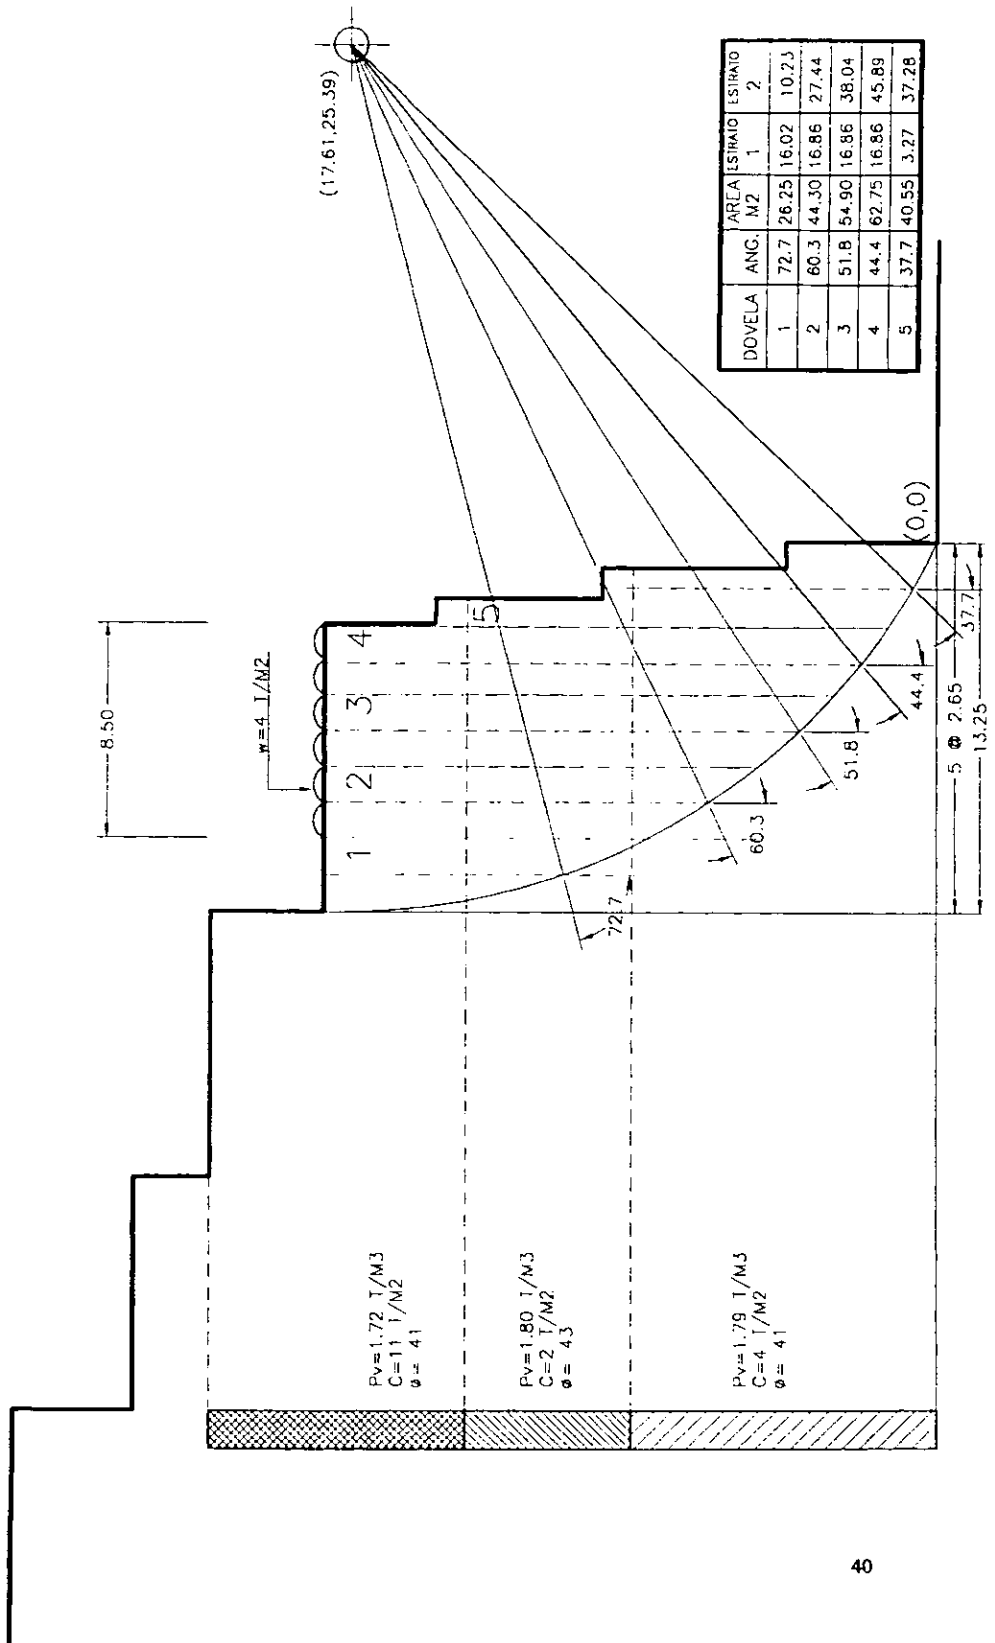 (17.61,25.39)
8.50
w=4 T/M2
1 2 3 4
5
72.7
60.3
51.8
44.4
37.7
(0,0)
5 @ 2.65
13.25
Pv=1.72 T/M3
C=11 T/M2
ø= 41
Pv=1.80 T/M3
C=2 T/M2
ø= 43
Pv=1.79 T/M3
C=4 T/M2
ø= 41
DOVELA ANG. AREA M2 ESTRATO 1 ESTRATO 2
1 72.7 26.25 16.02 10.23
2 60.3 44.30 16.86 27.44
3 51.8 54.90 16.86 38.04
4 44.4 62.75 16.86 45.89
5 37.7 40.55 3.27 37.28
40